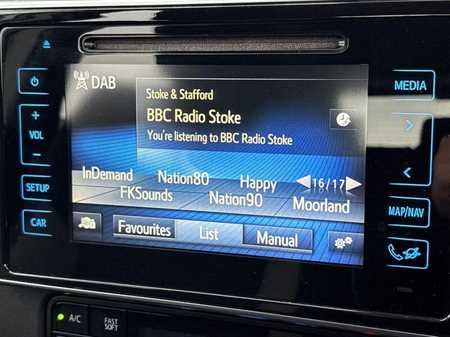 DAB
Stoke & Stafford
BBC Radio Stoke
You're listening to BBC Radio Stoke
InDemand Nation80 Happy 16/17
FKSounds Nation90 Moorland
Favourites List Manual
+
VOL
-
SETUP
CAR
MEDIA
MAP/NAV
A/C
FAST
SOFT